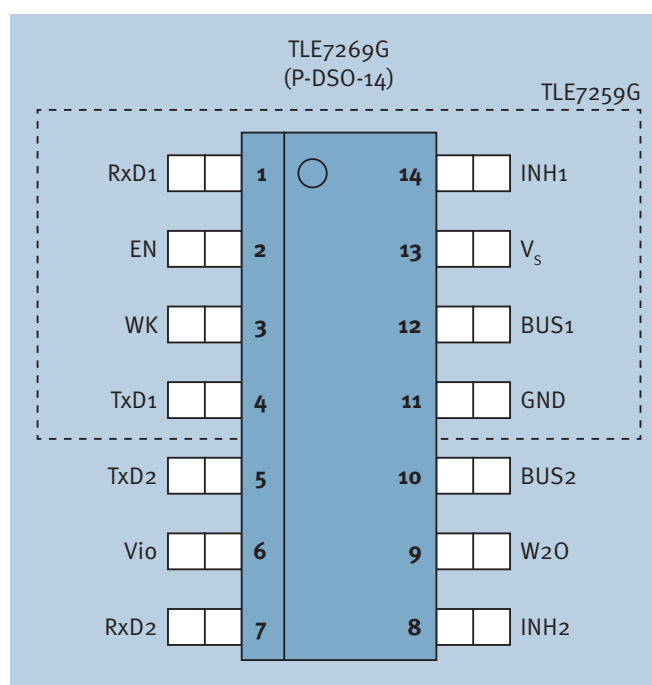 TLE7269G
(P-DSO-14)
TLE7259G
RxD1 1 14 INH1
EN 2 13 Vs
WK 3 12 BUS1
TxD1 4 11 GND
TxD2 5 10 BUS2
Vio 6 9 W2O
RxD2 7 8 INH2